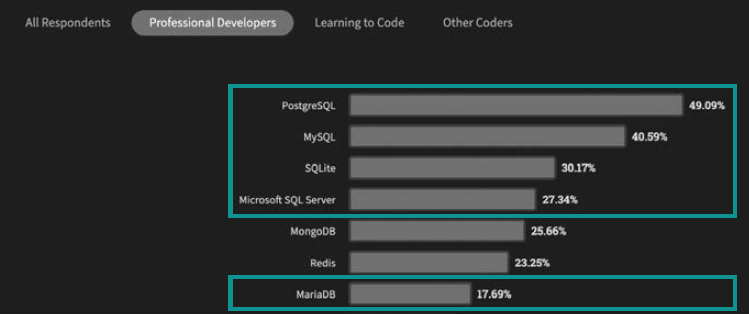 All Respondents Professional Developers Learning to Code Other Coders
PostgreSQL 49.09%
MySQL 40.59%
SQLite 30.17%
Microsoft SQL Server 27.34%
MongoDB 25.66%
Redis 23.25%
MariaDB 17.69%